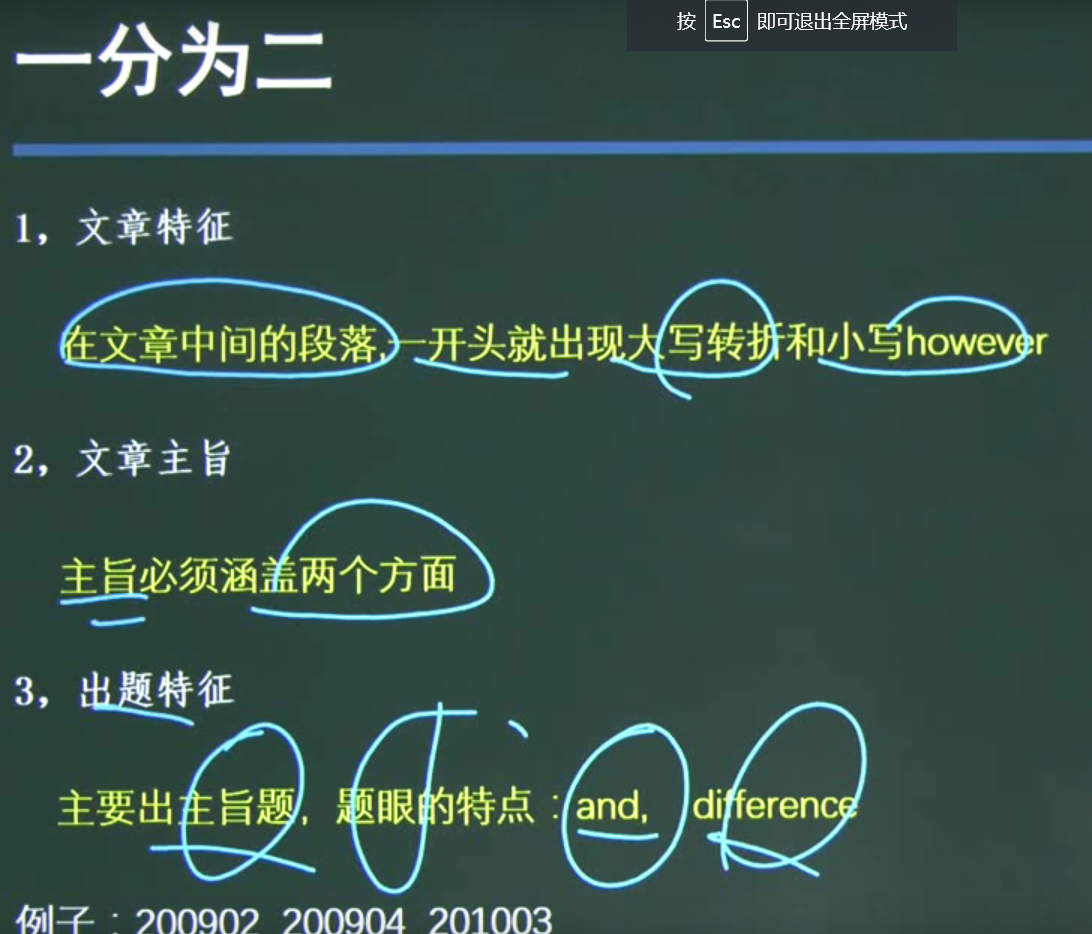 按 Esc 即可退出全屏模式
一分为二
1，文章特征
在文章中间的段落,一开头就出现大写转折和小写however
2，文章主旨
主旨必须涵盖两个方面
3，出题特征
主要出主旨题，题眼的特点：and, difference
例子：200902 200904 201003